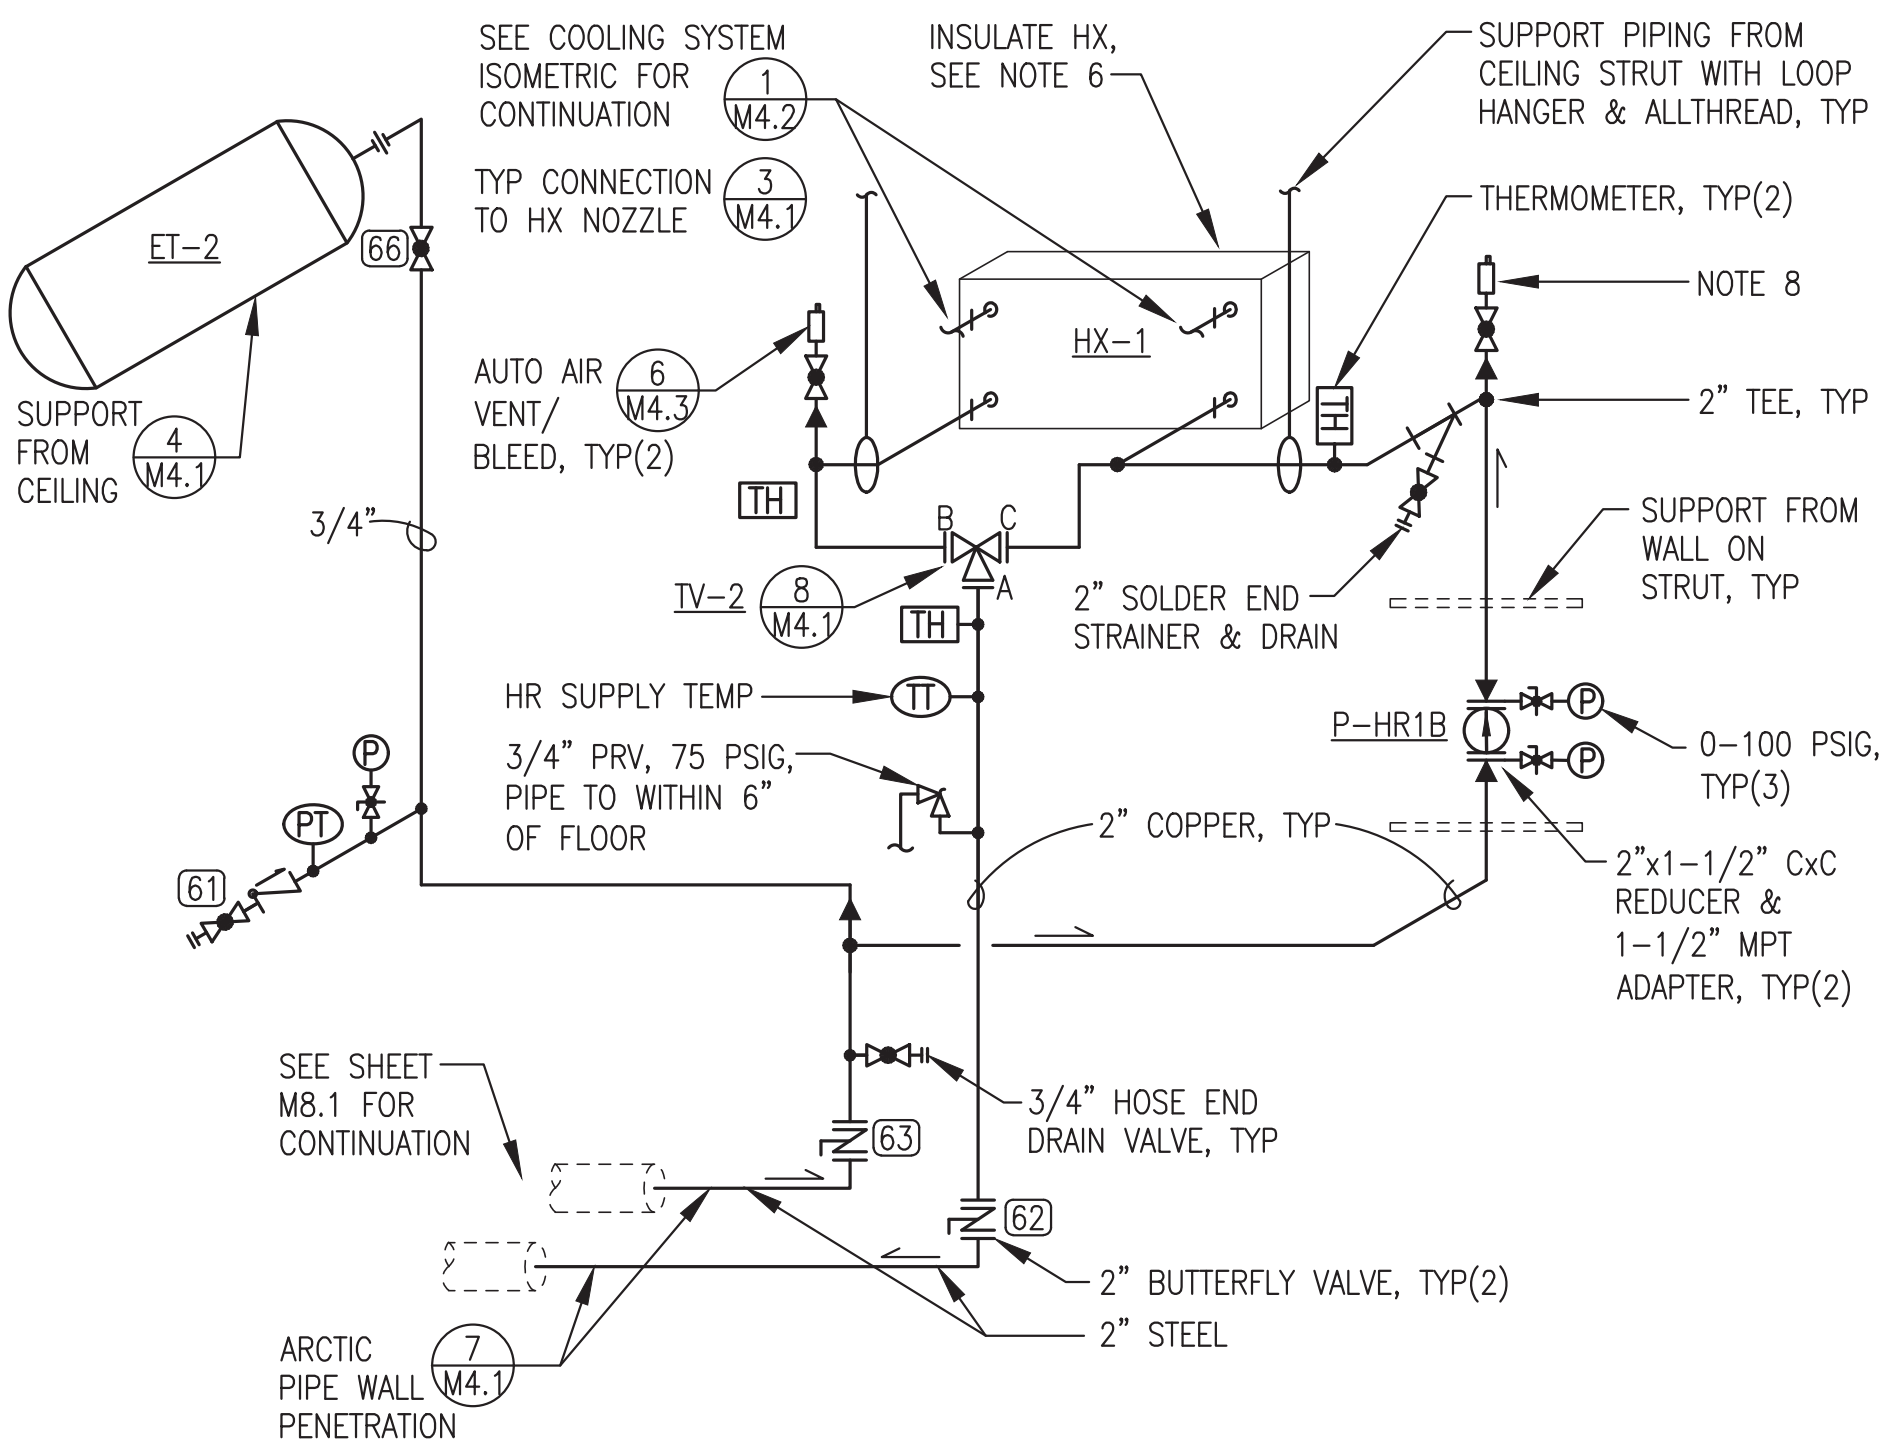 SEE COOLING SYSTEM
ISOMETRIC FOR
CONTINUATION
1
M4.2
INSULATE HX,
SEE NOTE 6
SUPPORT PIPING FROM
CEILING STRUT WITH LOOP
HANGER & ALLTHREAD, TYP
TYP CONNECTION
TO HX NOZZLE
3
M4.1
THERMOMETER, TYP(2)
ET-2
66
NOTE 8
HX-1
AUTO AIR
VENT/
BLEED, TYP(2)
6
M4.3
TH
2" TEE, TYP
SUPPORT
FROM
CEILING
4
M4.1
3/4"
TH
B
C
A
SUPPORT FROM
WALL ON
STRUT, TYP
TV-2
8
M4.1
2" SOLDER END
STRAINER & DRAIN
TH
HR SUPPLY TEMP
TT
P-HR1B
P
P
0-100 PSIG,
TYP(3)
3/4" PRV, 75 PSIG,
PIPE TO WITHIN 6"
OF FLOOR
P
PT
61
2" COPPER, TYP
2"x1-1/2" CxC
REDUCER &
1-1/2" MPT
ADAPTER, TYP(2)
SEE SHEET
M8.1 FOR
CONTINUATION
3/4" HOSE END
DRAIN VALVE, TYP
63
62
2" BUTTERFLY VALVE, TYP(2)
2" STEEL
ARCTIC
PIPE WALL
PENETRATION
7
M4.1